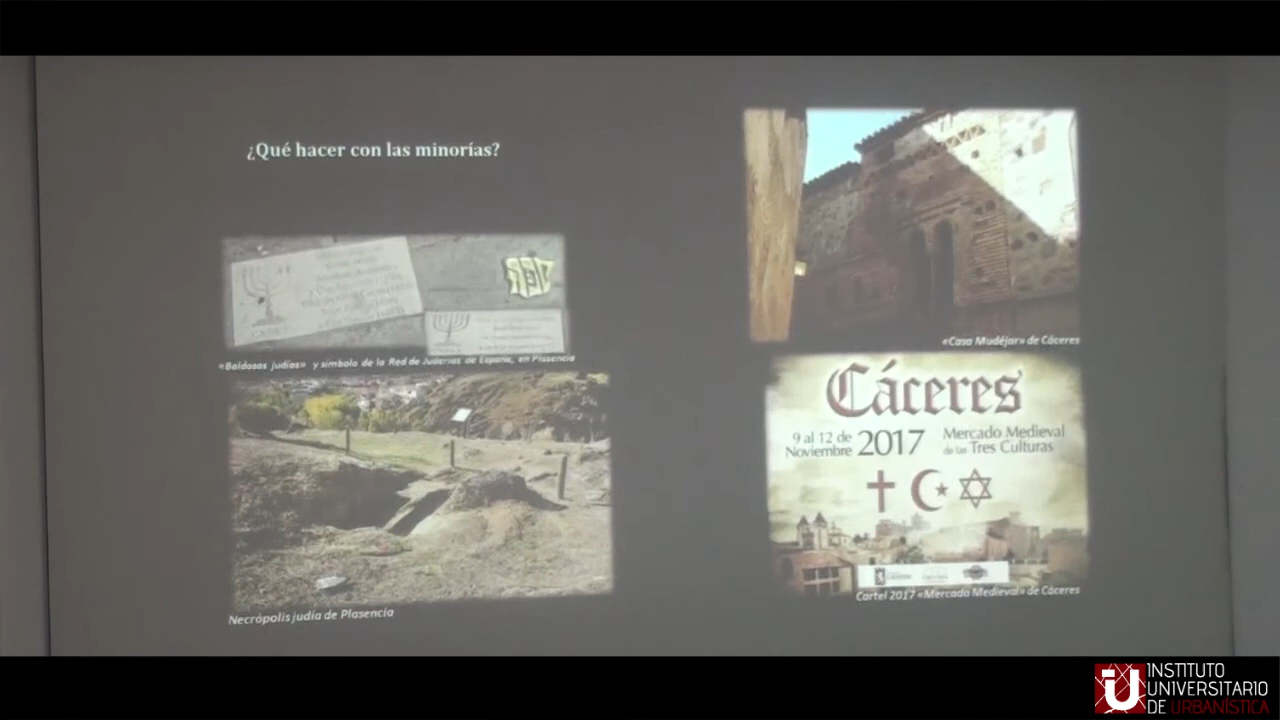 ¿Qué hacer con las minorías?
«Baldosas judías» y símbolo de la Red de Juderías de España, en Plasencia
Necrópolis judía de Plasencia
«Casa Mudéjar» de Cáceres
Cáceres
9 al 12 de
Noviembre
2017
Mercado Medieval
de las Tres Culturas
Cartel 2017 «Mercado Medieval» de Cáceres
INSTITUTO
UNIVERSITARIO
DE URBANÍSTICA